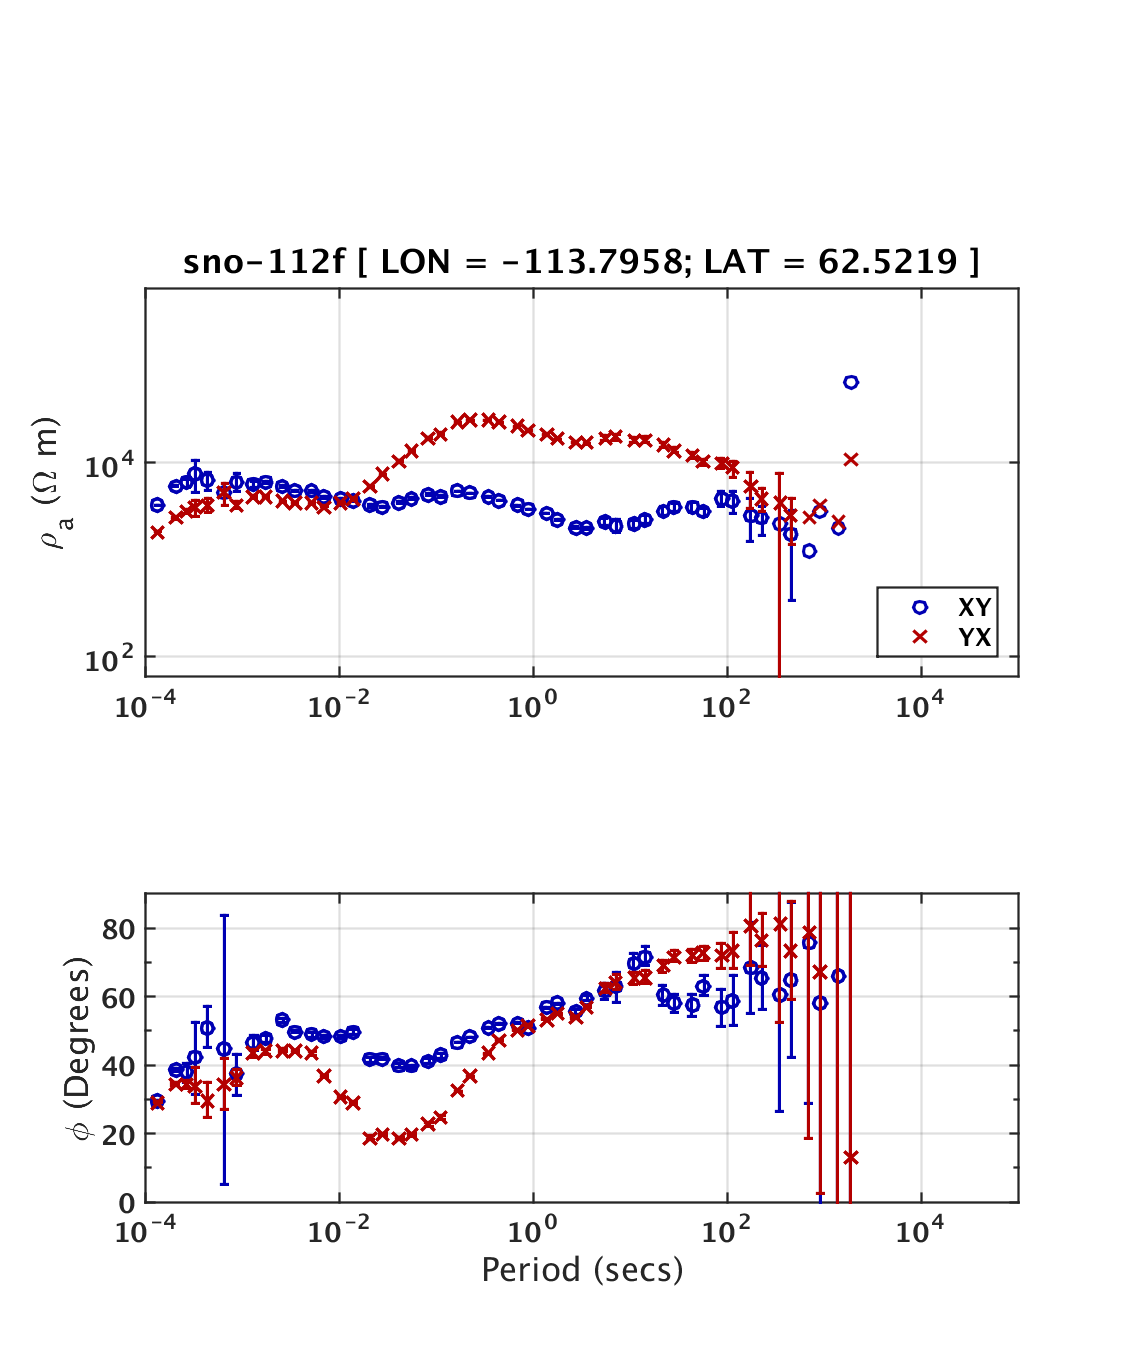 sno-112f [ LON = -113.7958; LAT = 62.5219 ]
ρa (Ω m)
10^4
10^2
XY
YX
10^-4 10^-2 10^0 10^2 10^4
ϕ (Degrees)
80
60
40
20
0
10^-4 10^-2 10^0 10^2 10^4
Period (secs)